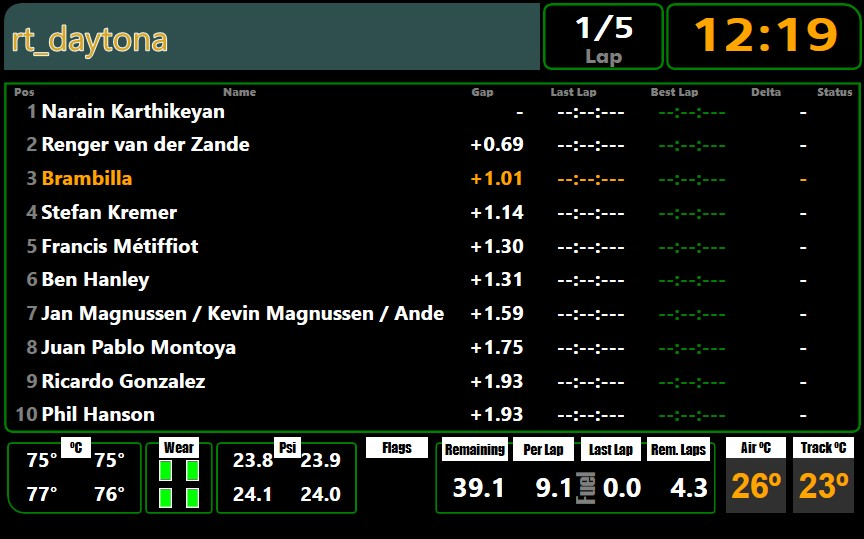 rt_daytona
1/5
Lap
12:19
Pos Name Gap Last Lap Best Lap Delta Status
1 Narain Karthikeyan - --:--:--- --:--:--- -
2 Renger van der Zande +0.69 --:--:--- --:--:--- -
3 Brambilla +1.01 --:--:--- --:--:--- -
4 Stefan Kremer +1.14 --:--:--- --:--:--- -
5 Francis Métiffiot +1.30 --:--:--- --:--:--- -
6 Ben Hanley +1.31 --:--:--- --:--:--- -
7 Jan Magnussen / Kevin Magnussen / Ande +1.59 --:--:--- --:--:--- -
8 Juan Pablo Montoya +1.75 --:--:--- --:--:--- -
9 Ricardo Gonzalez +1.93 --:--:--- --:--:--- -
10 Phil Hanson +1.93 --:--:--- --:--:--- -
ºC Wear Psi Flags Remaining Per Lap Last Lap Rem. Laps Air ºC Track ºC
75° 75° 23.8 23.9
77° 76° 24.1 24.0
39.1 9.1 Fuel 0.0 4.3 26º 23º